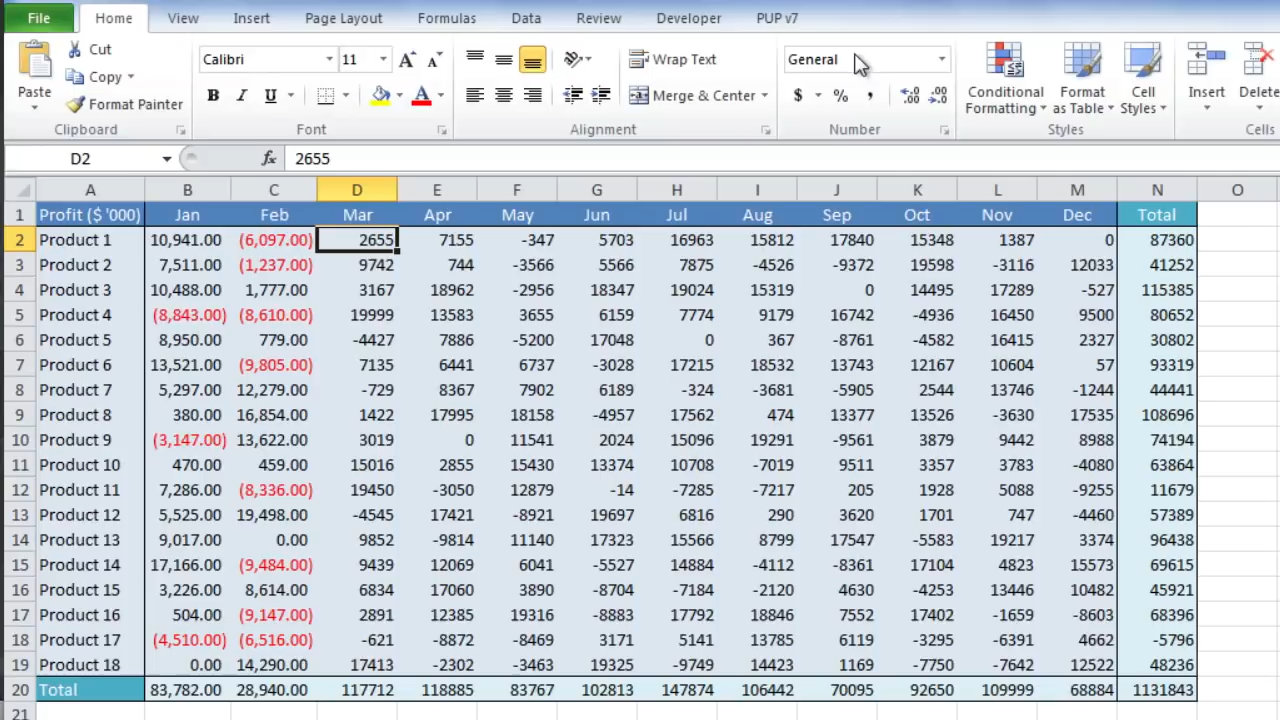 File Home View Insert Page Layout Formulas Data Review Developer PUP v7
Cut
Copy
Format Painter
Paste
Clipboard
Calibri 11
B I U A
Font
Wrap Text
Merge & Center
Alignment
General
$ % ,
Number
Conditional Formatting
Format as Table
Cell Styles
Styles
Insert
Delete
Cells
D2 fx 2655
A B C D E F G H I J K L M N O
1 Profit ($ '000) Jan Feb Mar Apr May Jun Jul Aug Sep Oct Nov Dec Total
2 Product 1 10,941.00 (6,097.00) 2655 7155 -347 5703 16963 15812 17840 15348 1387 0 87360
3 Product 2 7,511.00 (1,237.00) 9742 744 -3566 5566 7875 -4526 -9372 19598 -3116 12033 41252
4 Product 3 10,488.00 1,777.00 3167 18962 -2956 18347 19024 15319 0 14495 17289 -527 115385
5 Product 4 (8,843.00) (8,610.00) 19999 13583 3655 6159 7774 9179 16742 -4936 16450 9500 80652
6 Product 5 8,950.00 779.00 -4427 7886 -5200 17048 0 367 -8761 -4582 16415 2327 30802
7 Product 6 13,521.00 (9,805.00) 7135 6441 6737 -3028 17215 18532 13743 12167 10604 57 93319
8 Product 7 5,297.00 12,279.00 -729 8367 7902 6189 -324 -3681 -5905 2544 13746 -1244 44441
9 Product 8 380.00 16,854.00 1422 17995 18158 -4957 17562 474 13377 13526 -3630 17535 108696
10 Product 9 (3,147.00) 13,622.00 3019 0 11541 2024 15096 19291 -9561 3879 9442 8988 74194
11 Product 10 470.00 459.00 15016 2855 15430 13374 10708 -7019 9511 3357 3783 -4080 63864
12 Product 11 7,286.00 (8,336.00) 19450 -3050 12879 -14 -7285 -7217 205 1928 5088 -9255 11679
13 Product 12 5,525.00 19,498.00 -4545 17421 -8921 19697 6816 290 3620 1701 747 -4460 57389
14 Product 13 9,017.00 0.00 9852 -9814 11140 17323 15566 8799 17547 -5583 19217 3374 96438
15 Product 14 17,166.00 (9,484.00) 9439 12069 6041 -5527 14884 -4112 -8361 17104 4823 15573 69615
16 Product 15 3,226.00 8,614.00 6834 17060 3890 -8704 -7184 -2120 4630 -4253 13446 10482 45921
17 Product 16 504.00 (9,147.00) 2891 12385 19316 -8883 17792 18846 7552 17402 -1659 -8603 68396
18 Product 17 (4,510.00) (6,516.00) -621 -8872 -8469 3171 5141 13785 6119 -3295 -6391 4662 -5796
19 Product 18 0.00 14,290.00 17413 -2302 -3463 19325 -9749 14423 1169 -7750 -7642 12522 48236
20 Total 83,782.00 28,940.00 117712 118885 83767 102813 147874 106442 70095 92650 109999 68884 1131843
21